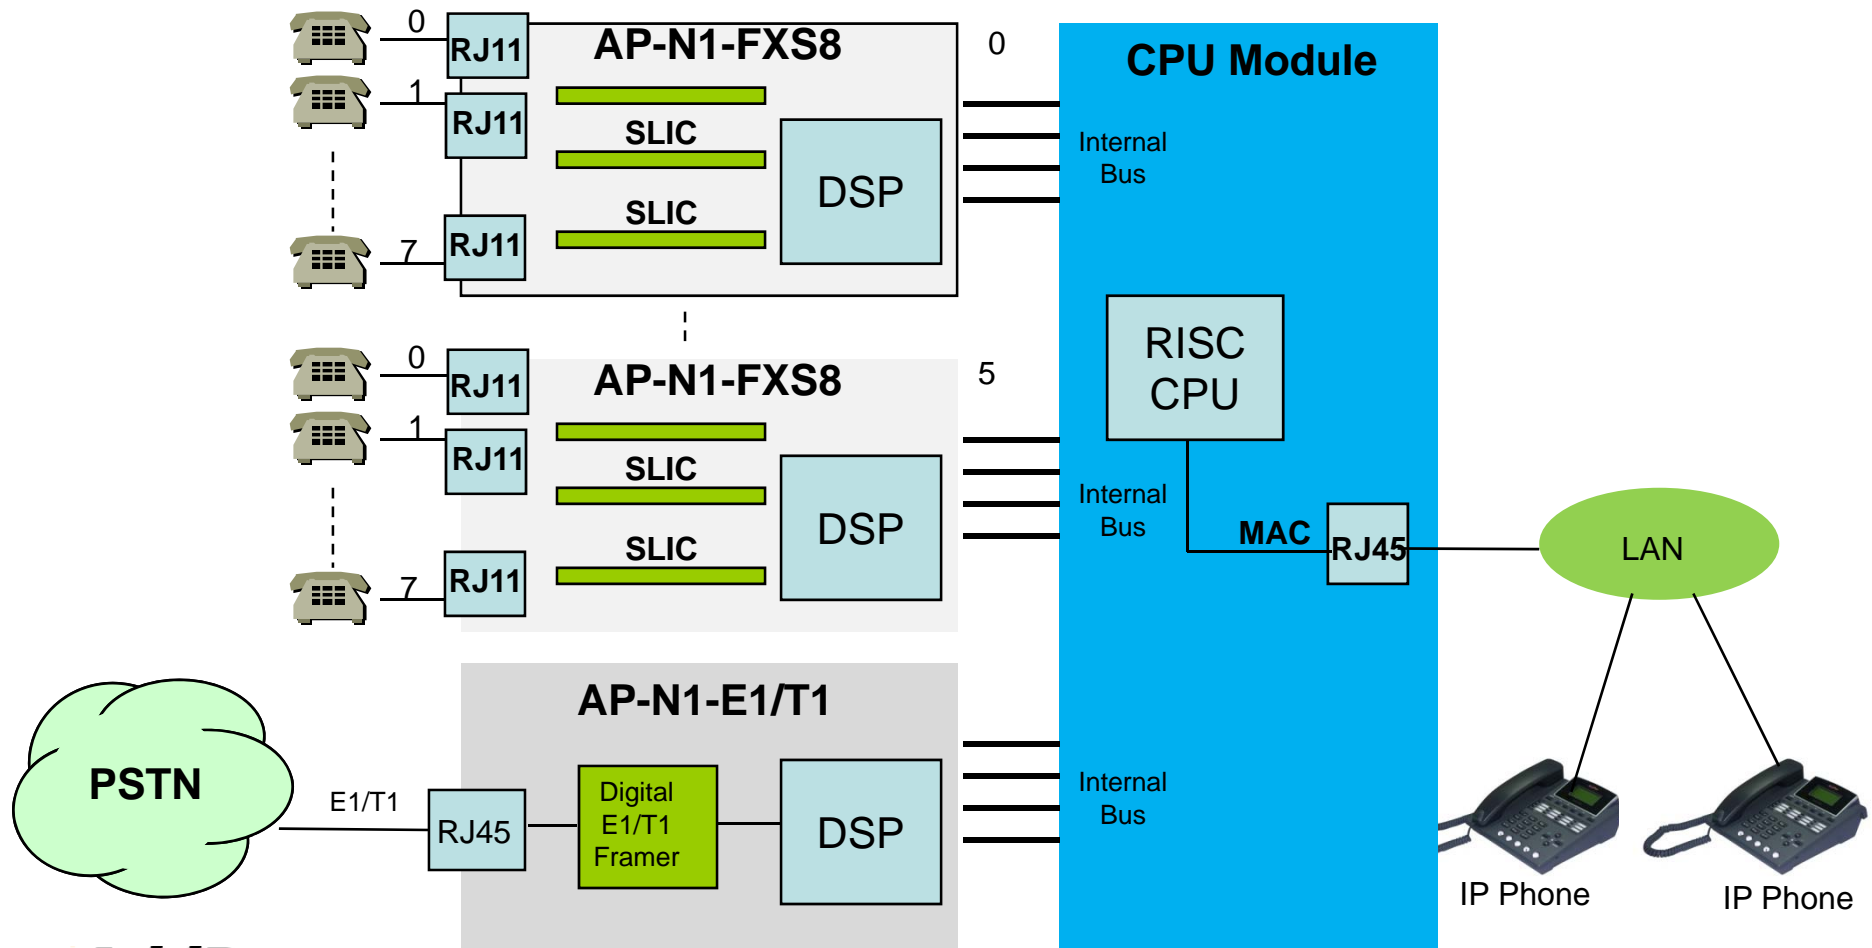 0
RJ11
AP-N1-FXS8
0
CPU Module
1
RJ11
SLIC
DSP
Internal
Bus
SLIC
7
RJ11
RISC
CPU
0
RJ11
AP-N1-FXS8
5
1
RJ11
SLIC
DSP
Internal
Bus
SLIC
7
RJ11
MAC
RJ45
LAN
AP-N1-E1/T1
PSTN
E1/T1
RJ45
Digital
E1/T1
Framer
DSP
Internal
Bus
IP Phone
IP Phone